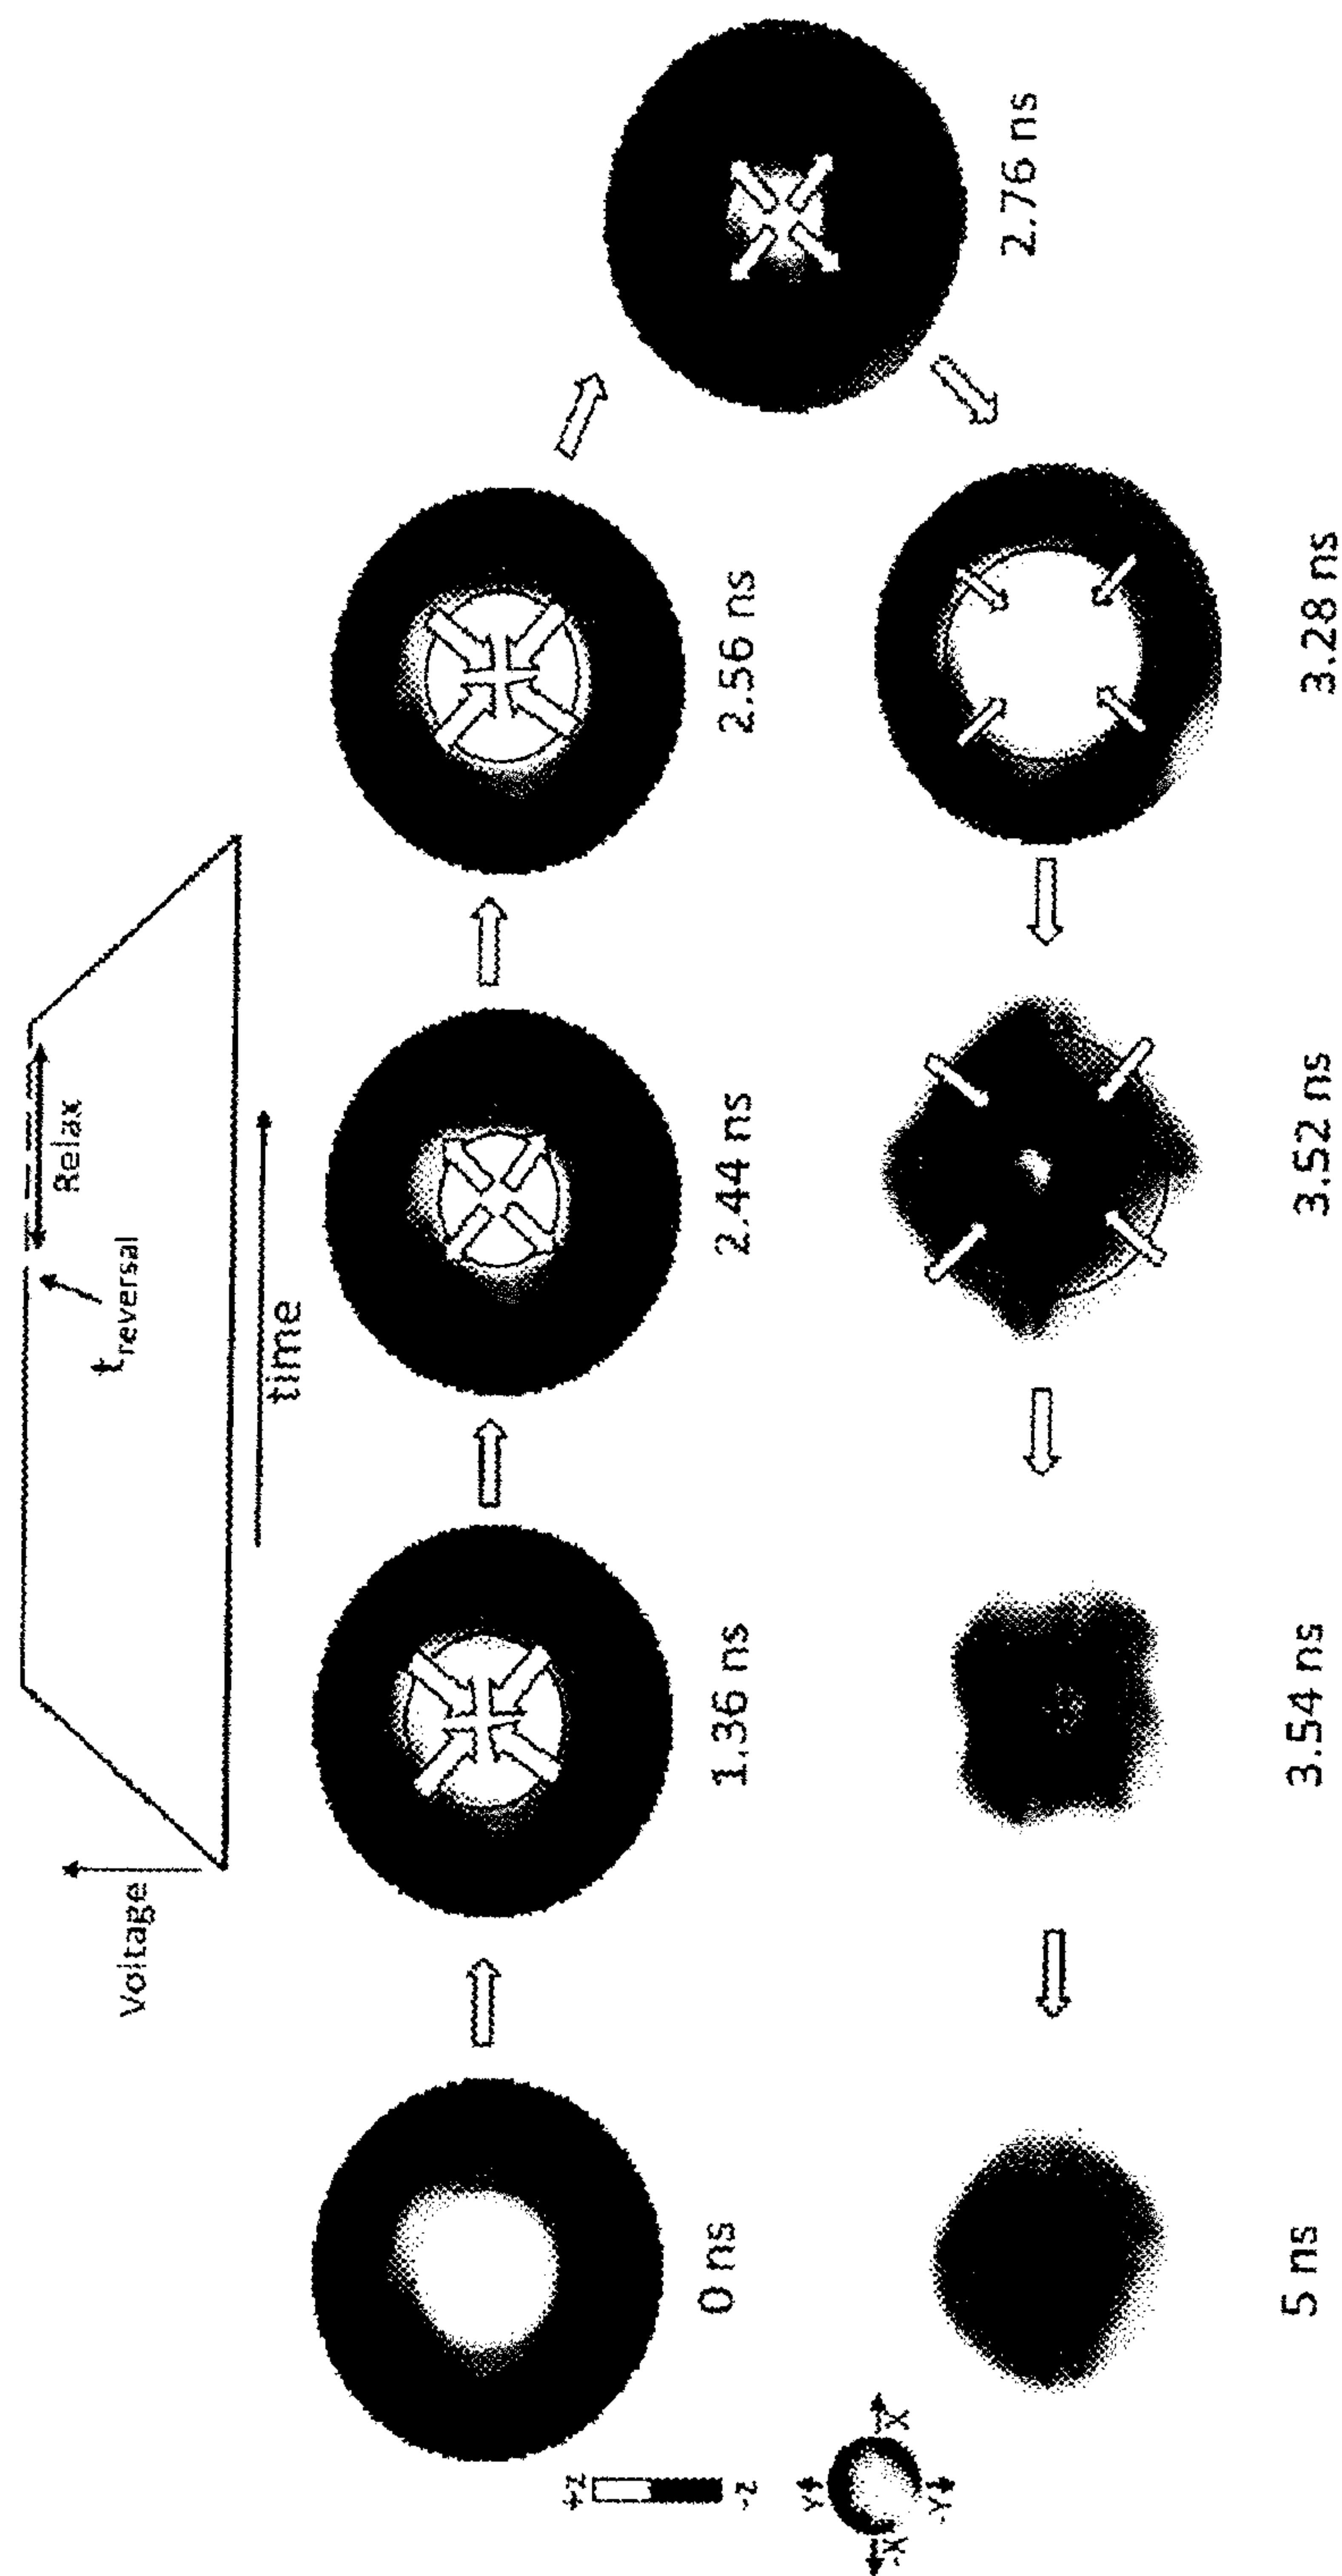 Voltage
t reversal
Relax
time
0 ns
1.36 ns
2.44 ns
2.56 ns
2.76 ns
3.28 ns
3.52 ns
3.54 ns
5 ns
+z
-z
Y
-X
X
-Y